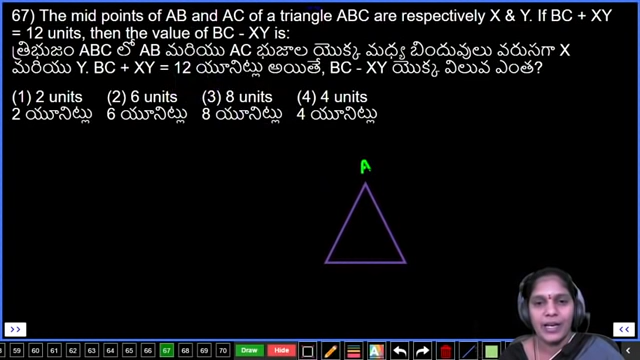 67) The mid points of AB and AC of a triangle ABC are respectively X & Y. If BC + XY
= 12 units, then the value of BC - XY is:
త్రిభుజం ABC లో AB మరియు AC భుజాల యొక్క మధ్య బిందువులు వరుసగా X
మరియు Y. BC + XY = 12 యూనిట్లు అయితే, BC - XY యొక్క విలువ ఎంత?
(1) 2 units (2) 6 units (3) 8 units (4) 4 units
2 యూనిట్లు 6 యూనిట్లు 8 యూనిట్లు 4 యూనిట్లు
A
>> <<
59 60 61 62 63 64 65 66 67 68 69 70 Draw Hide